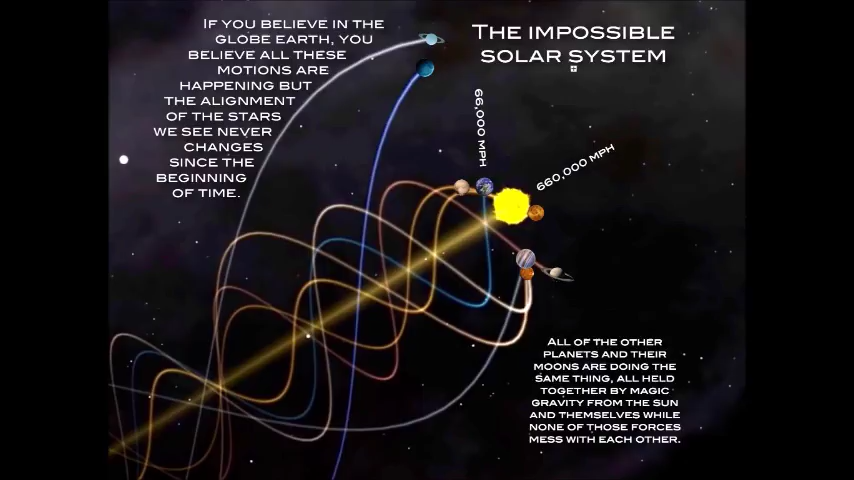 IF YOU BELIEVE IN THE
GLOBE EARTH, YOU
BELIEVE ALL THESE
MOTIONS ARE
HAPPENING BUT
THE ALIGNMENT
OF THE STARS
WE SEE NEVER
CHANGES
SINCE THE
BEGINNING
OF TIME.
THE IMPOSSIBLE
SOLAR SYSTEM
66,000 MPH
660,000 MPH
ALL OF THE OTHER
PLANETS AND THEIR
MOONS ARE DOING THE
SAME THING, ALL HELD
TOGETHER BY MAGIC
GRAVITY FROM THE SUN
AND THEMSELVES WHILE
NONE OF THOSE FORCES
MESS WITH EACH OTHER.